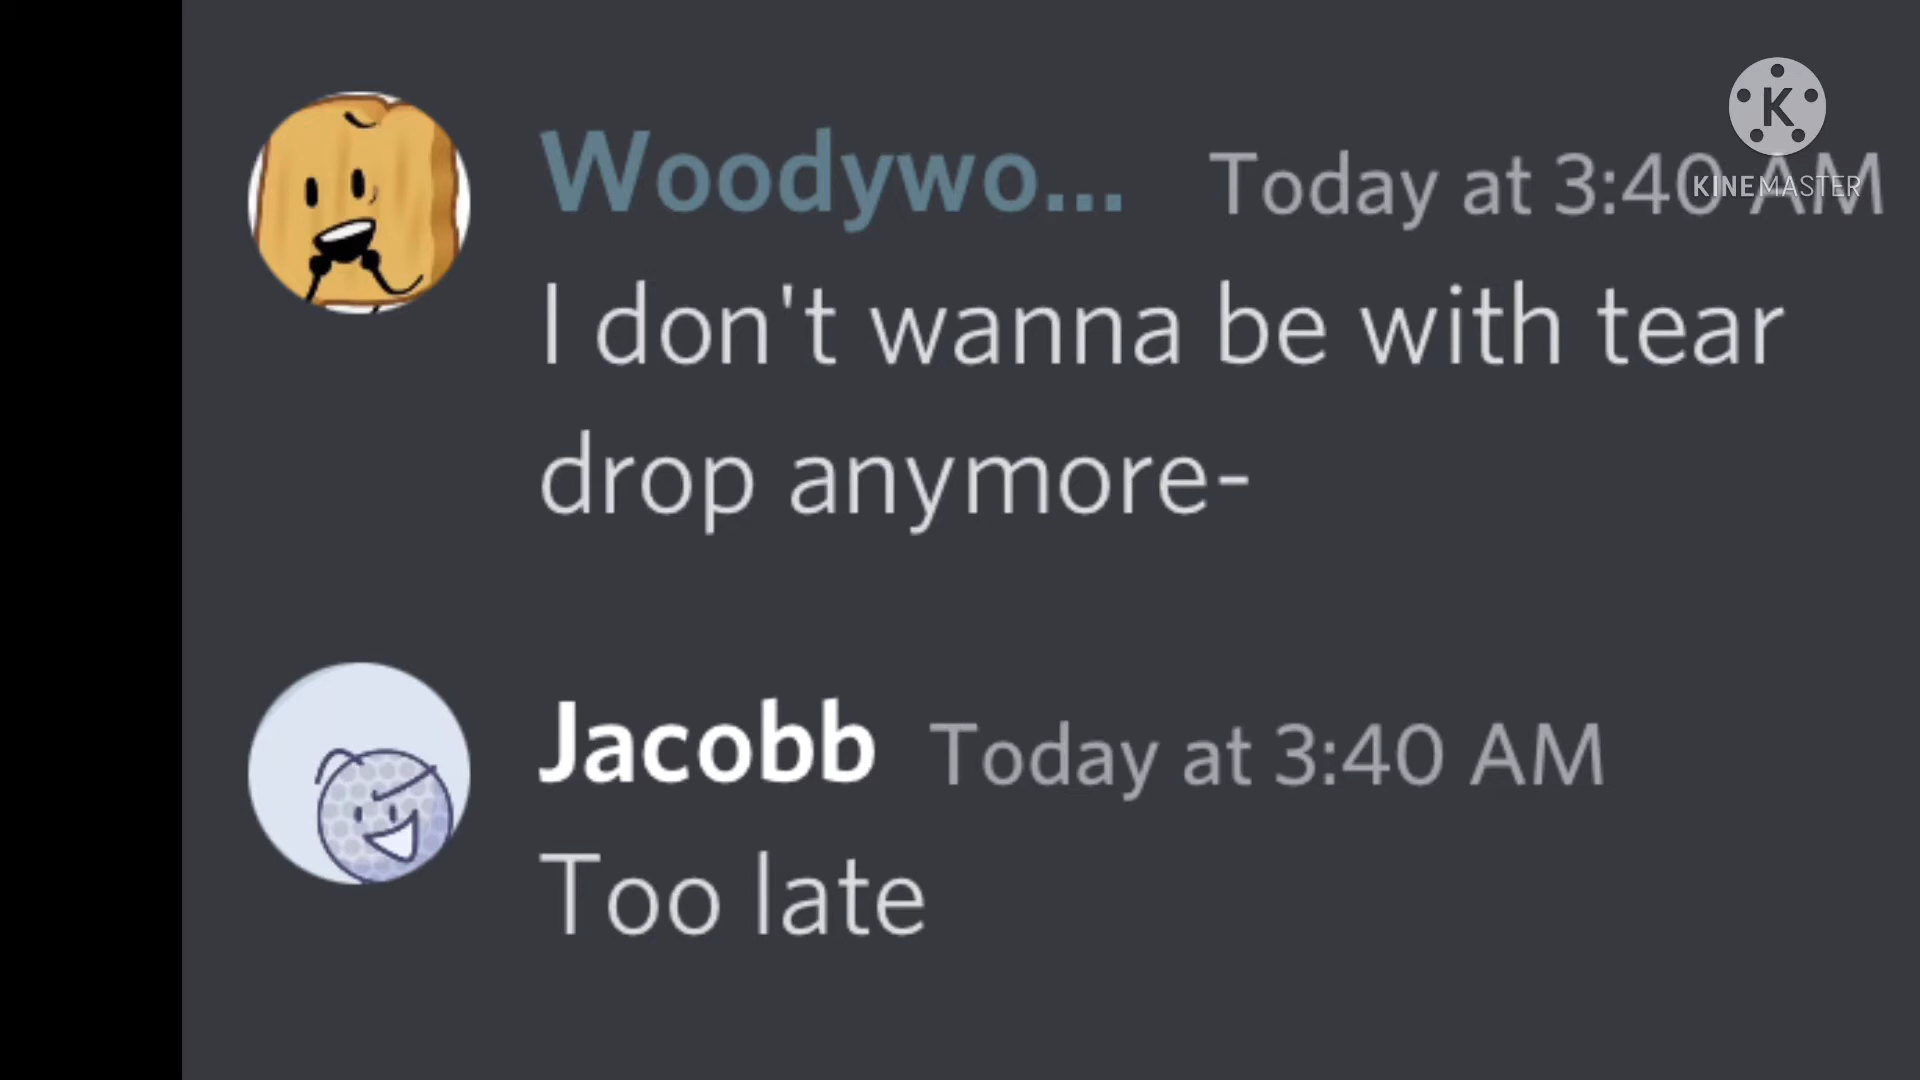 K
KINEMASTER
Woodywo... Today at 3:40 AM
I don't wanna be with tear
drop anymore-
Jacobb Today at 3:40 AM
Too late